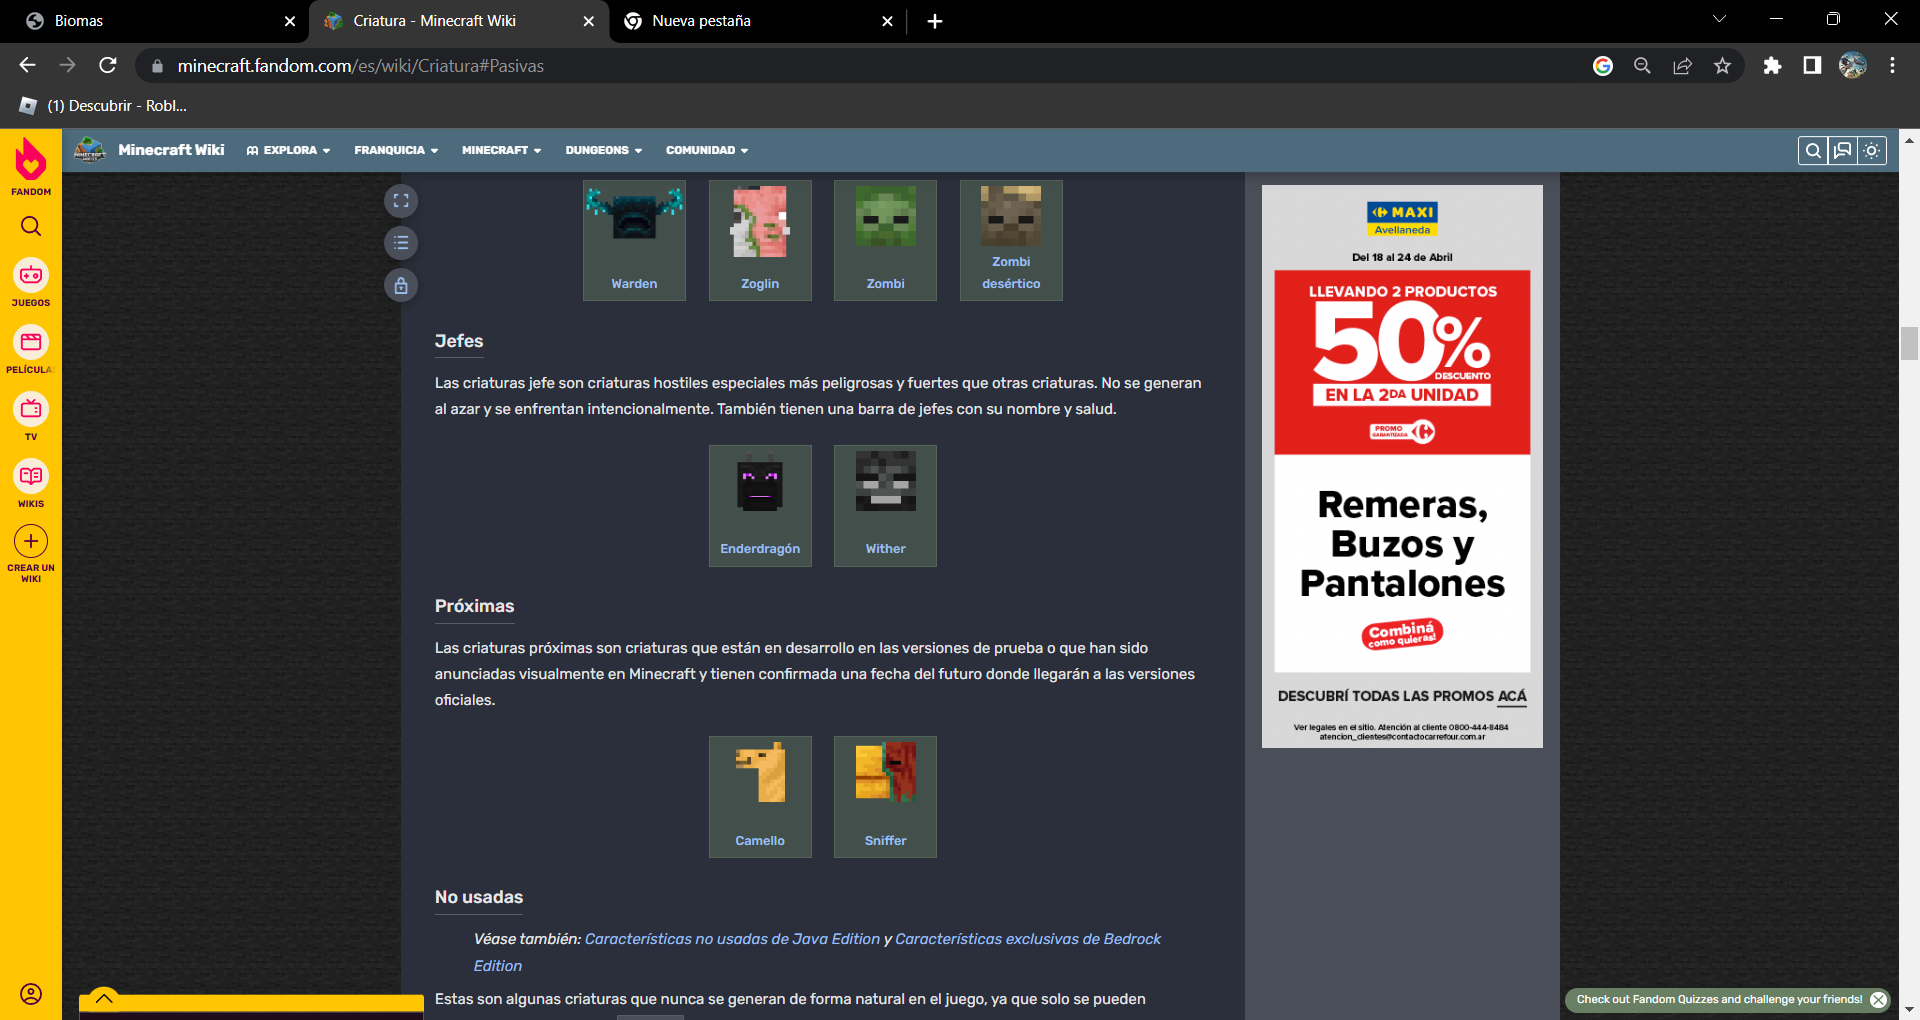 Biomas
Criatura - Minecraft Wiki
Nueva pestaña
minecraft.fandom.com/es/wiki/Criatura#Pasivas
(1) Descubrir - Robl...
FANDOM
JUEGOS
PELÍCULA
TV
WIKIS
CREAR UN
WIKI
Minecraft Wiki
EXPLORA
FRANQUICIA
MINECRAFT
DUNGEONS
COMUNIDAD
Warden
Zoglin
Zombi
Zombi
desértico
Jefes
Las criaturas jefe son criaturas hostiles especiales más peligrosas y fuertes que otras criaturas. No se generan
al azar y se enfrentan intencionalmente. También tienen una barra de jefes con su nombre y salud.
Enderdragón
Wither
Próximas
Las criaturas próximas son criaturas que están en desarrollo en las versiones de prueba o que han sido
anunciadas visualmente en Minecraft y tienen confirmada una fecha del futuro donde llegarán a las versiones
oficiales.
Camello
Sniffer
No usadas
Véase también: Características no usadas de Java Edition y Características exclusivas de Bedrock
Edition
Estas son algunas criaturas que nunca se generan de forma natural en el juego, ya que solo se pueden
MAXI
Avellaneda
Del 18 al 24 de Abril
LLEVANDO 2 PRODUCTOS
50%
DESCUENTO
EN LA 2DA UNIDAD
PROMO
GARANTIZADA
Remeras,
Buzos y
Pantalones
Combiná
como quieras!
DESCUBRÍ TODAS LAS PROMOS ACÁ
Ver legales en el sitio. Atención al cliente 0800-444-8484
atencion_clientes@contactocarrefour.com.ar
Check out Fandom Quizzes and challenge your friends!